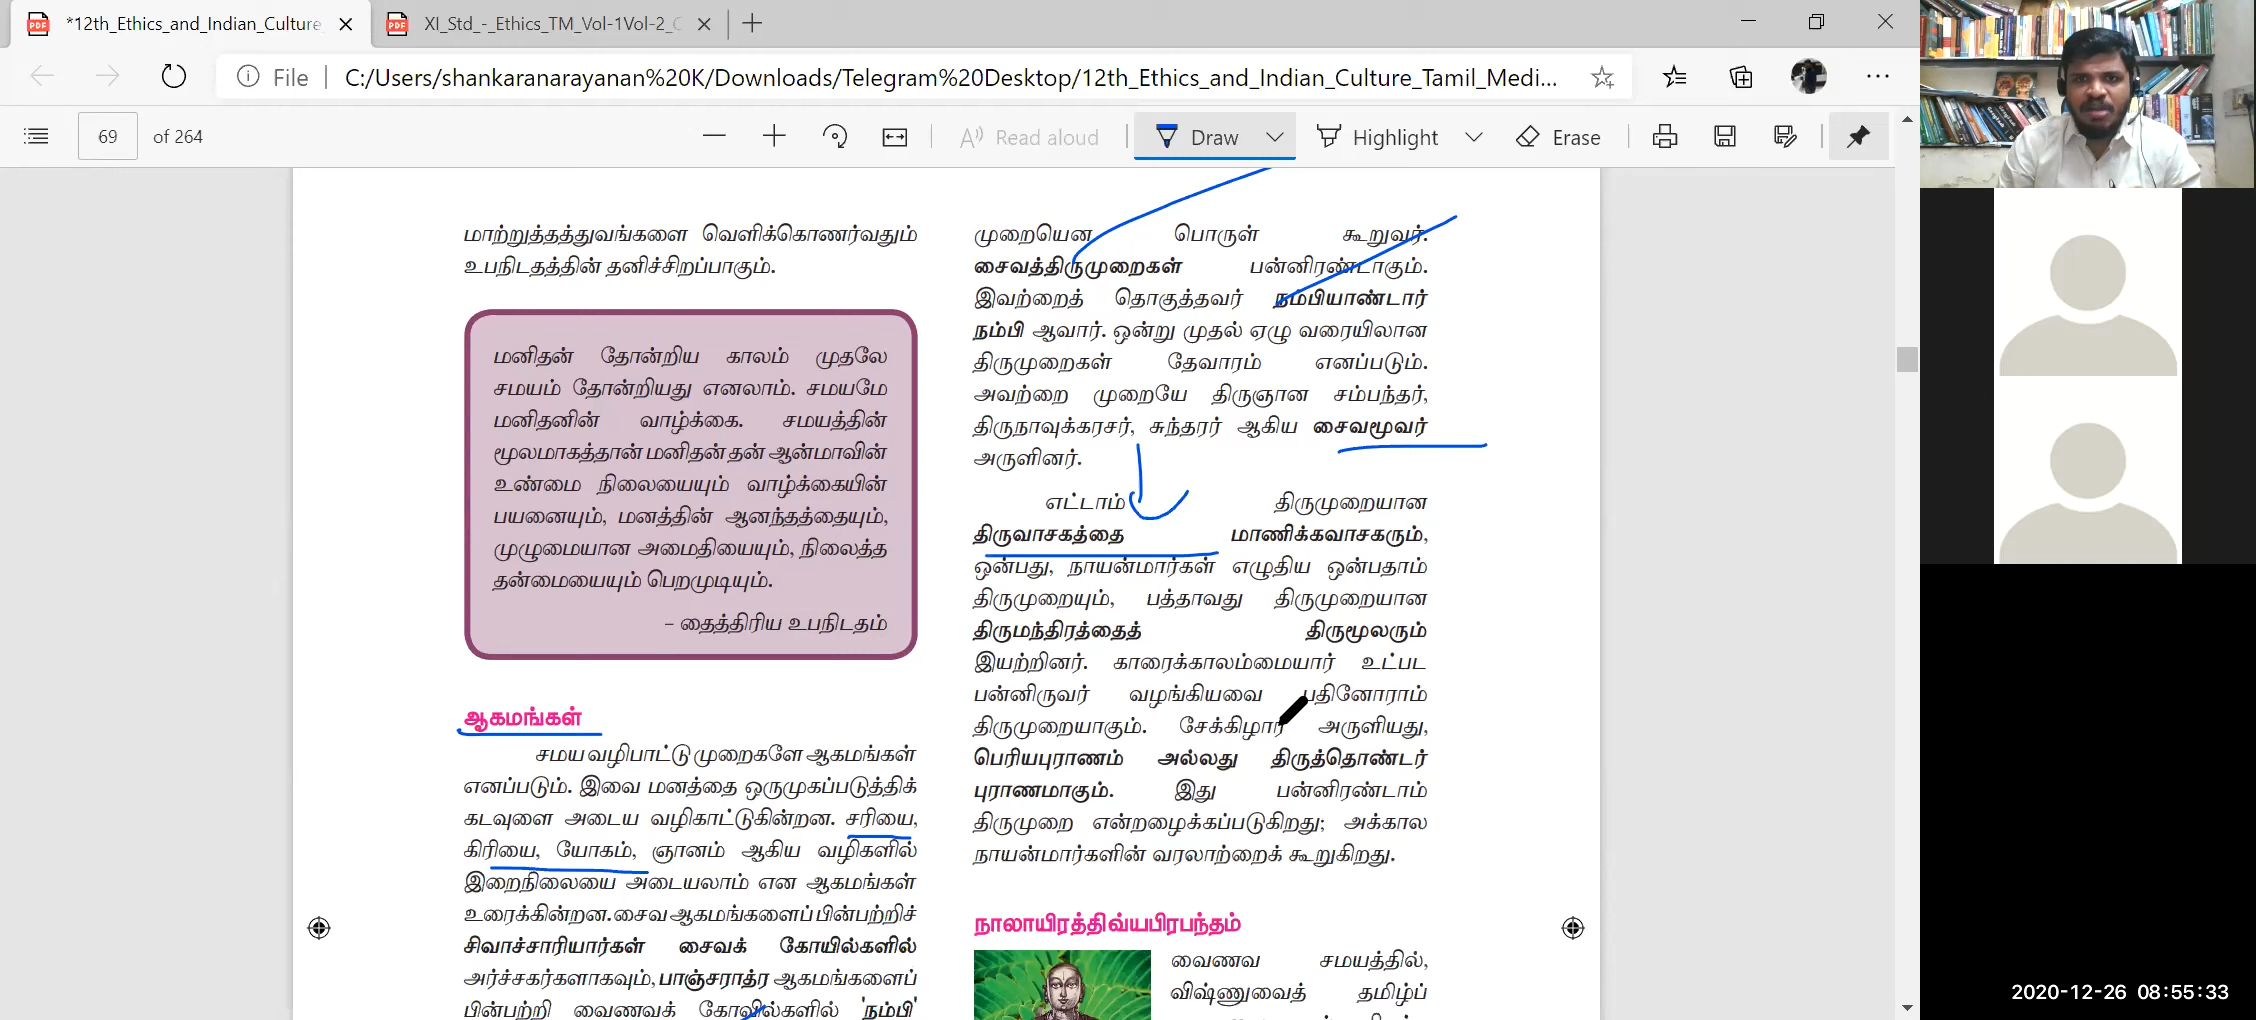 *12th_Ethics_and_Indian_Culture_
XI_Std_-_Ethics_TM_Vol-1Vol-2_C
File
C:/Users/shankaranarayanan%20K/Downloads/Telegram%20Desktop/12th_Ethics_and_Indian_Culture_Tamil_Medi...
69 of 264
Read aloud
Draw
Highlight
Erase
மாற்றுத்தத்துவங்களை வெளிக்கொணர்வதும்
உபநிடதத்தின் தனிச்சிறப்பாகும்.
மனிதன் தோன்றிய காலம் முதலே
சமயம் தோன்றியது எனலாம். சமயமே
மனிதனின் வாழ்க்கை. சமயத்தின்
மூலமாகத்தான் மனிதன் தன் ஆன்மாவின்
உண்மை நிலையையும் வாழ்க்கையின்
பயனையும், மனத்தின் ஆனந்தத்தையும்,
முழுமையான அமைதியையும், நிலைத்த
தன்மையையும் பெறமுடியும்.
– தைத்திரிய உபநிடதம்
ஆகமங்கள்
சமய வழிபாட்டு முறைகளே ஆகமங்கள்
எனப்படும். இவை மனத்தை ஒருமுகப்படுத்திக்
கடவுளை அடைய வழிகாட்டுகின்றன. சரியை,
கிரியை, யோகம், ஞானம் ஆகிய வழிகளில்
இறைநிலையை அடையலாம் என ஆகமங்கள்
உரைக்கின்றன. சைவ ஆகமங்களைப் பின்பற்றிச்
சிவாச்சாரியார்கள் சைவக் கோயில்களில்
அர்ச்சகர்களாகவும், பாஞ்சராத்ர ஆகமங்களைப்
பின்பற்றி வைணவக் கோவில்களில் 'நம்பி'
முறையென பொருள் கூறுவர்.
சைவத்திருமுறைகள் பன்னிரண்டாகும்.
இவற்றைத் தொகுத்தவர் நம்பியாண்டார்
நம்பி ஆவார். ஒன்று முதல் ஏழு வரையிலான
திருமுறைகள் தேவாரம் எனப்படும்.
அவற்றை முறையே திருஞான சம்பந்தர்,
திருநாவுக்கரசர், சுந்தரர் ஆகிய சைவமூவர்
அருளினர்.
எட்டாம் திருமுறையான
திருவாசகத்தை மாணிக்கவாசகரும்,
ஒன்பது, நாயன்மார்கள் எழுதிய ஒன்பதாம்
திருமுறையும், பத்தாவது திருமுறையான
திருமந்திரத்தைத் திருமூலரும்
இயற்றினர். காரைக்காலம்மையார் உட்பட
பன்னிருவர் வழங்கியவை பதினோராம்
திருமுறையாகும். சேக்கிழார் அருளியது,
பெரியபுராணம் அல்லது திருத்தொண்டர்
புராணமாகும். இது பன்னிரண்டாம்
திருமுறை என்றழைக்கப்படுகிறது; அக்கால
நாயன்மார்களின் வரலாற்றைக் கூறுகிறது.
நாலாயிரத்திவ்யபிரபந்தம்
வைணவ சமயத்தில்,
விஷ்ணுவைத் தமிழ்ப்
2020-12-26 08:55:33